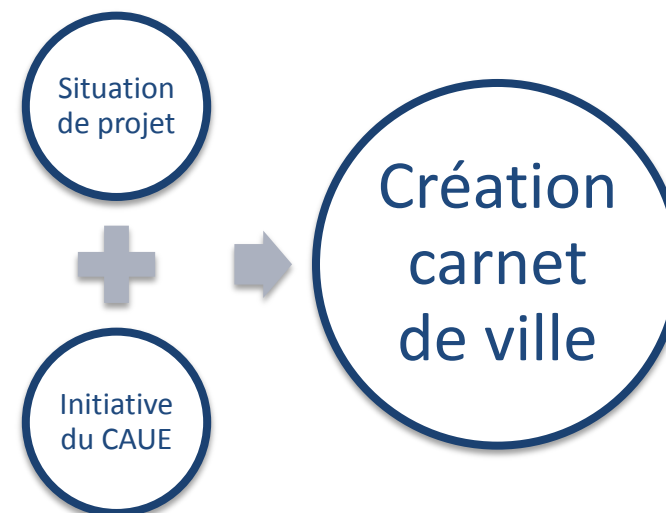 Situation
de projet
Initiative
du CAUE
Création
carnet
de ville